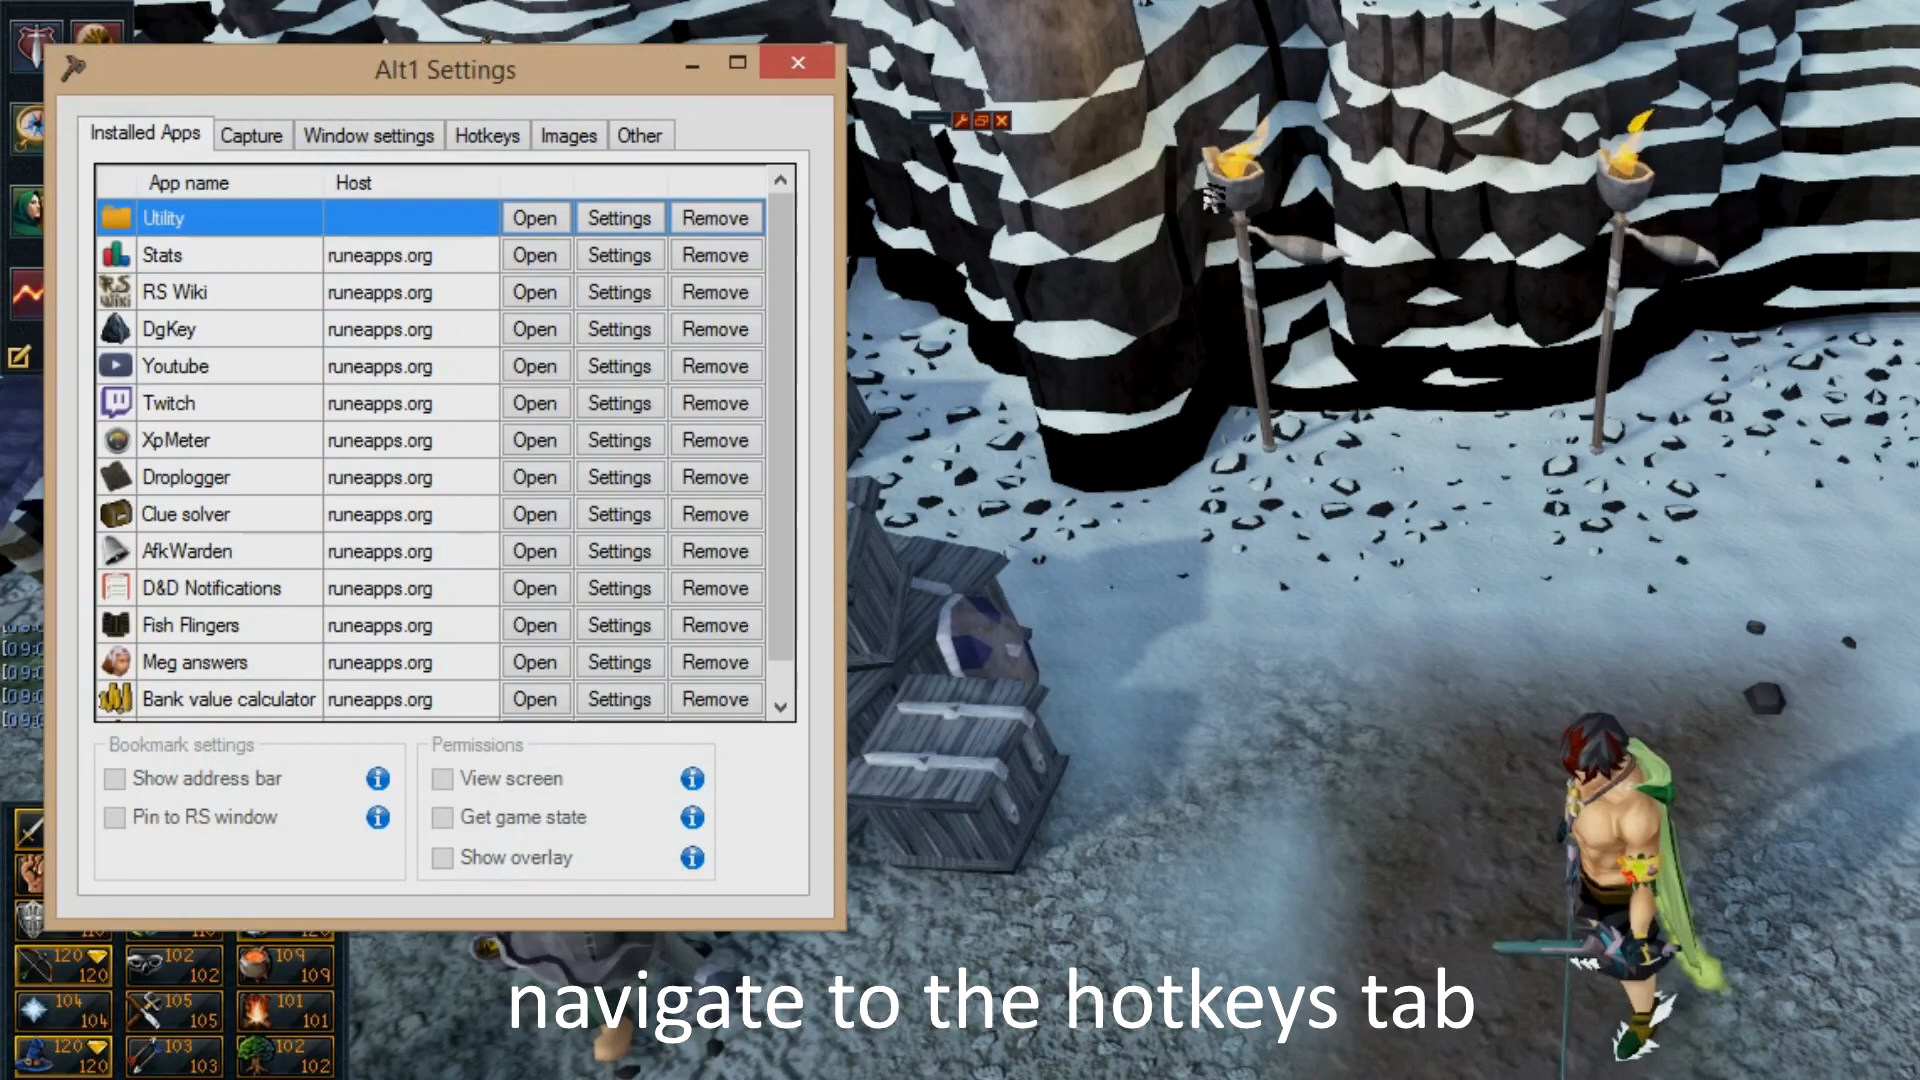 Alt1 Settings
Installed Apps Capture Window settings Hotkeys Images Other
App name Host
Utility Open Settings Remove
Stats runeapps.org Open Settings Remove
RS Wiki runeapps.org Open Settings Remove
DgKey runeapps.org Open Settings Remove
Youtube runeapps.org Open Settings Remove
Twitch runeapps.org Open Settings Remove
XpMeter runeapps.org Open Settings Remove
Droplogger runeapps.org Open Settings Remove
Clue solver runeapps.org Open Settings Remove
AfkWarden runeapps.org Open Settings Remove
D&D Notifications runeapps.org Open Settings Remove
Fish Flingers runeapps.org Open Settings Remove
Meg answers runeapps.org Open Settings Remove
Bank value calculator runeapps.org Open Settings Remove
Bookmark settings Permissions
Show address bar View screen
Pin to RS window Get game state
Show overlay
120 102 109
120 102 109
104 105 101
104 105 101
120 103 102
120 103 102
navigate to the hotkeys tab